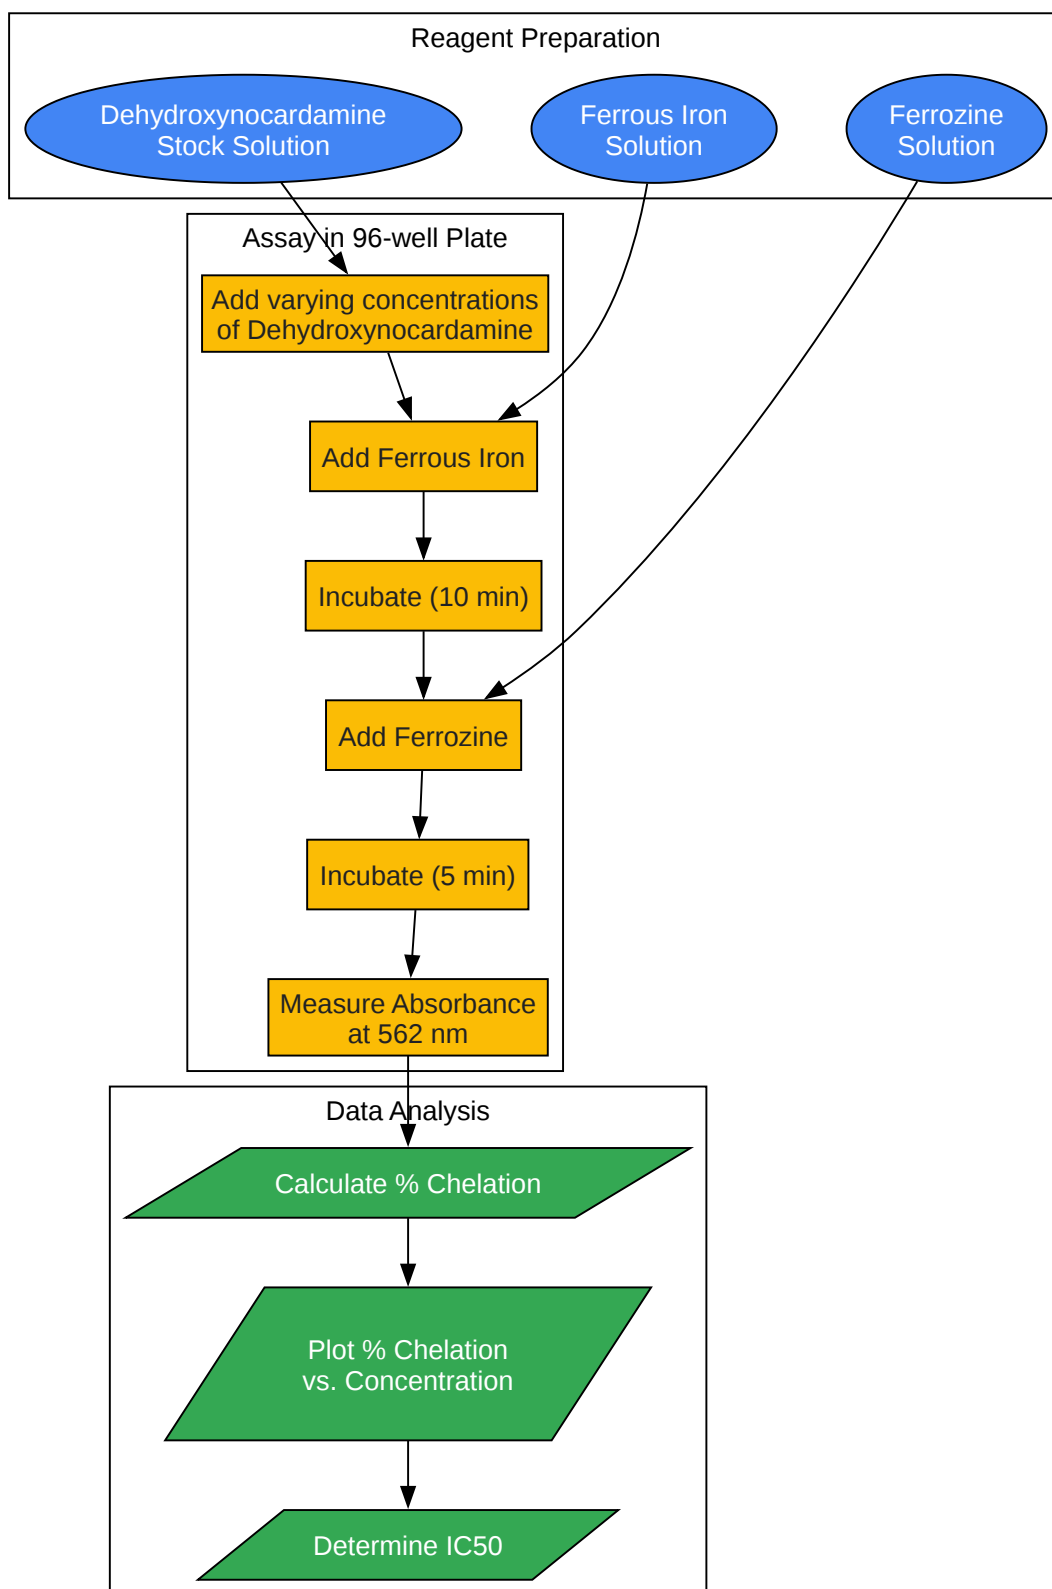 Reagent Preparation
Dehydroxynocardamine
Stock Solution
Ferrous Iron
Solution
Ferrozine
Solution
Assay in 96-well Plate
Add varying concentrations
of Dehydroxynocardamine
Add Ferrous Iron
Incubate (10 min)
Add Ferrozine
Incubate (5 min)
Measure Absorbance
at 562 nm
Data Analysis
Calculate % Chelation
Plot % Chelation
vs. Concentration
Determine IC50